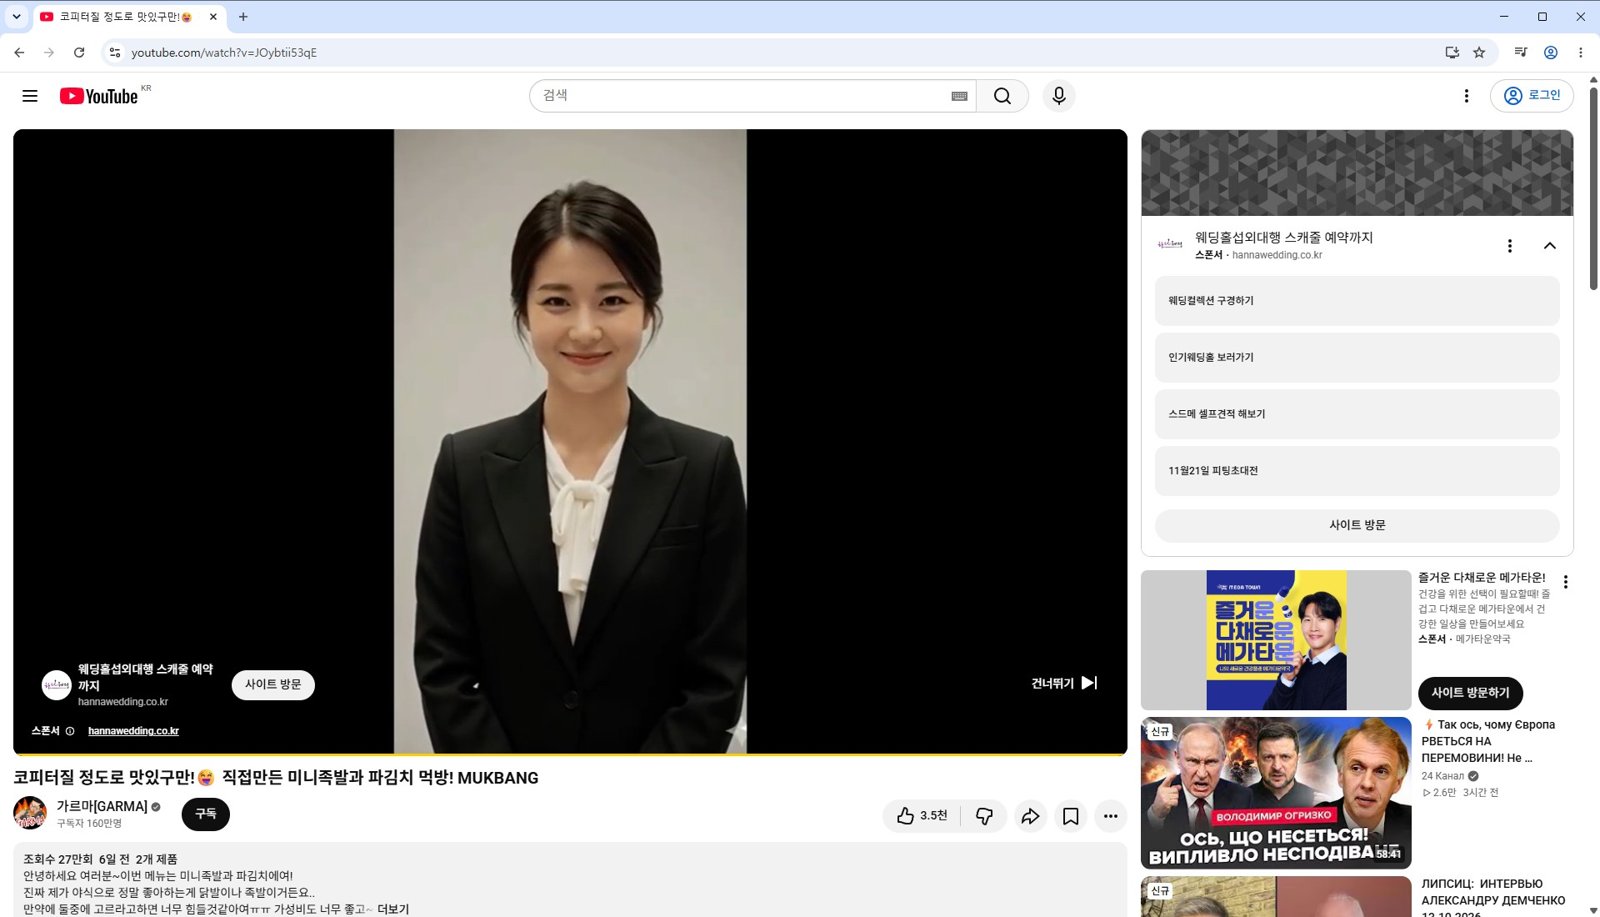 코피터질 정도로 맛있구만!😝
youtube.com/watch?v=JOybtii53qE
YouTube KR
검색
로그인
웨딩홀섭외대행 스캐줄 예약
까지
hannawedding.co.kr
사이트 방문
건너뛰기
스폰서
hannawedding.co.kr
코피터질 정도로 맛있구만!😝 직접만든 미니족발과 파김치 먹방! MUKBANG
가르마[GARMA]
구독자 160만명
구독
3.5천
조회수 27만회 6일 전 2개 제품
안녕하세요 여러분~이번 메뉴는 미니족발과 파김치에여!
진짜 제가 야식으로 정말 좋아하는게 닭발이나 족발이거든요..
만약에 둘중에 고르라고하면 너무 힘들것같아여ㅠㅠ 가성비도 너무 좋고~ 더보기
웨딩홀섭외대행 스캐줄 예약까지
스폰서 · hannawedding.co.kr
웨딩컬렉션 구경하기
인기웨딩홀 보러가기
스드메 셀프견적 해보기
11월21일 피팅초대전
사이트 방문
MEGA TOWN
즐거운
다채로운
메가타운
즐거운 다채로운 메가타운!
건강을 위한 선택이 필요할때! 즐
겁고 다채로운 메가타운에서 건
강한 일상을 만들어보세요
스폰서 · 메가타운약국
사이트 방문하기
신규
ВОЛОДИМИР ОГРИЗКО
ОСЬ, ЩО НЕСЕТЬСЯ!
ВИПЛИВЛО НЕСПОДІВАНЕ
58:41
⚡ Так ось, чому Європа
РВЕТЬСЯ НА
ПЕРЕМОВИНИ! Не ...
24 Канал
2.6만 3시간 전
신규
ЛИПСИЦ: ИНТЕРВЬЮ
АЛЕКСАНДРУ ДЕМЧЕНКО
12.10.2026